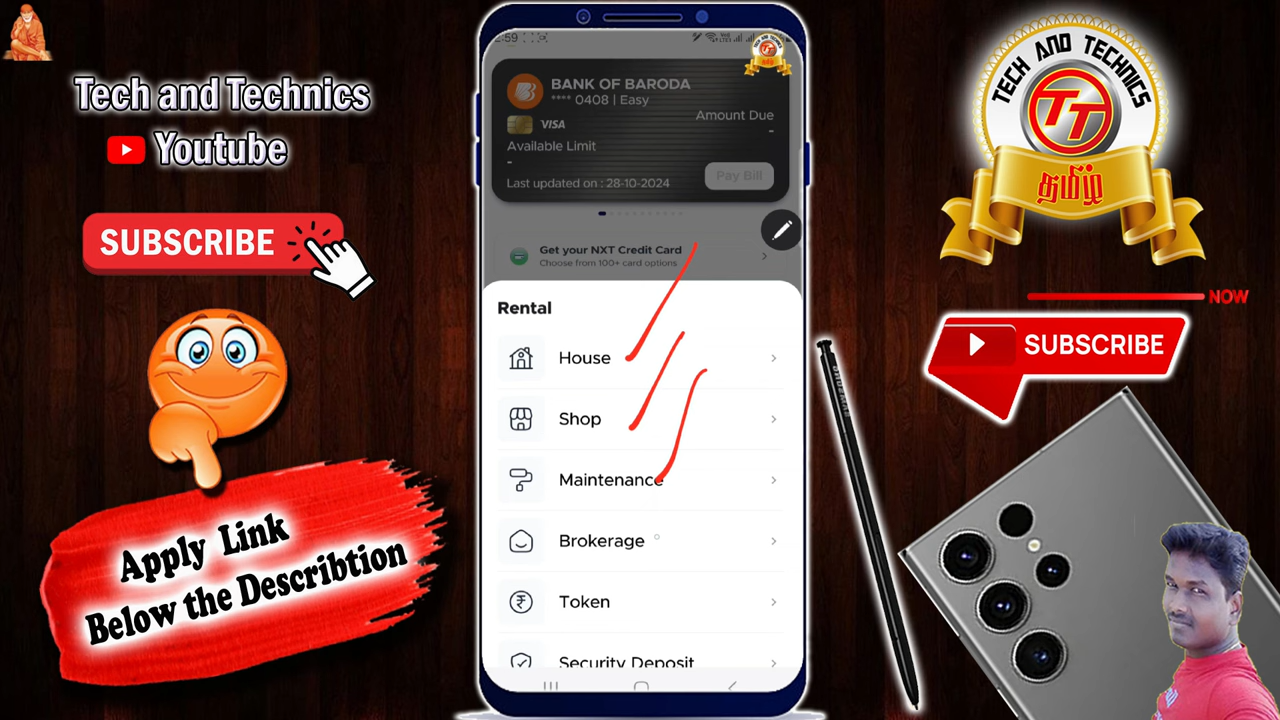 Tech and Technics
Youtube
SUBSCRIBE
Apply Link
Below the Describtion
2:59
BANK OF BARODA
**** 0408 | Easy
VISA
Amount Due
-
Available Limit
-
Last updated on : 28-10-2024
Pay Bill
Get your NXT Credit Card
Choose from 100+ card options
Rental
House
Shop
Maintenance
Brokerage
Token
Security Deposit
TECH AND TECHNICS
TT
தமிழ்
NOW
SUBSCRIBE